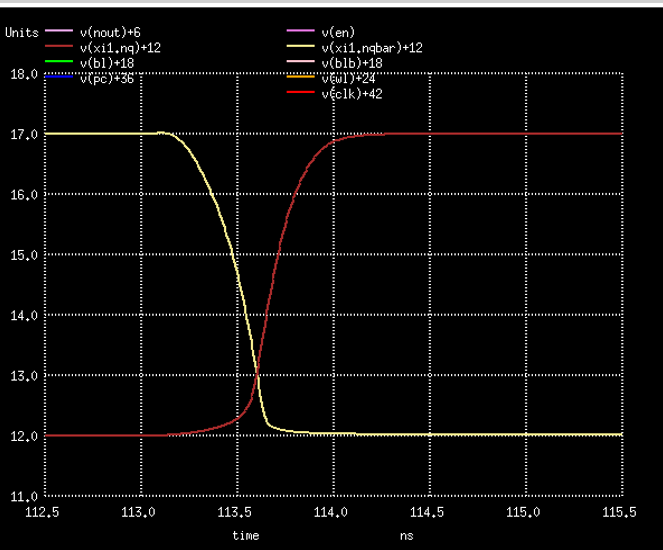 Units v(nout)+6 v(en)
v(xi1.nq)+12 v(xi1.nqbar)+12
v(bl)+18 v(blb)+18
18.0 v(pc)+36 v(wl)+24
v(clk)+42
17.0
16.0
15.0
14.0
13.0
12.0
11.0
112.5 113.0 113.5 114.0 114.5 115.0 115.5
time ns